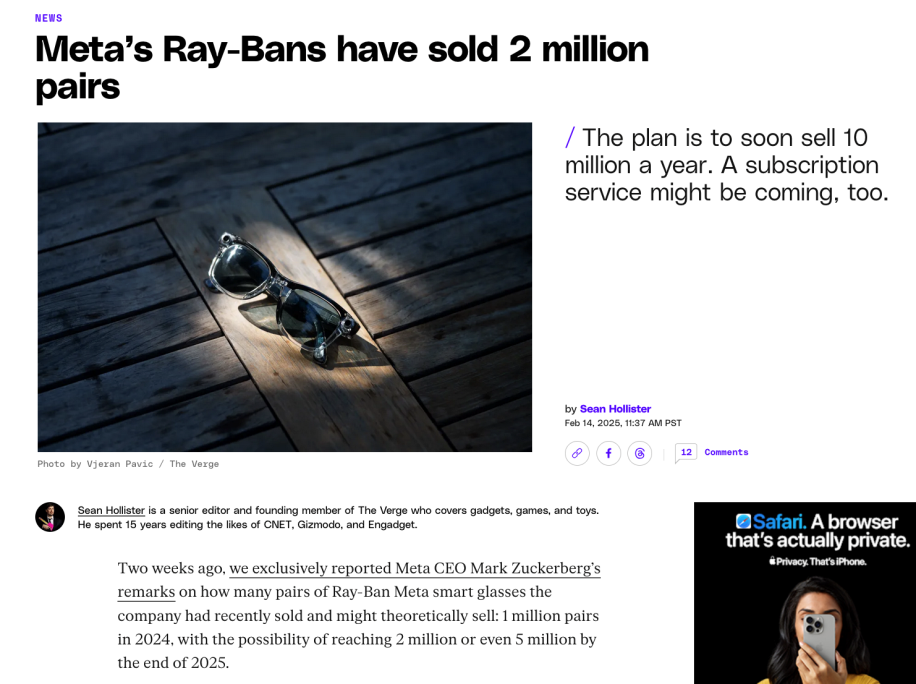 NEWS
Meta’s Ray-Bans have sold 2 million
pairs
/ The plan is to soon sell 10
million a year. A subscription
service might be coming, too.
by Sean Hollister
Feb 14, 2025, 11:37 AM PST
12 Comments
Photo by Vjeran Pavic / The Verge
Sean Hollister is a senior editor and founding member of The Verge who covers gadgets, games, and toys.
He spent 15 years editing the likes of CNET, Gizmodo, and Engadget.
Two weeks ago, we exclusively reported Meta CEO Mark Zuckerberg’s
remarks on how many pairs of Ray-Ban Meta smart glasses the
company had recently sold and might theoretically sell: 1 million pairs
in 2024, with the possibility of reaching 2 million or even 5 million by
the end of 2025.
Safari. A browser
that’s actually private.
Privacy. That’s iPhone.